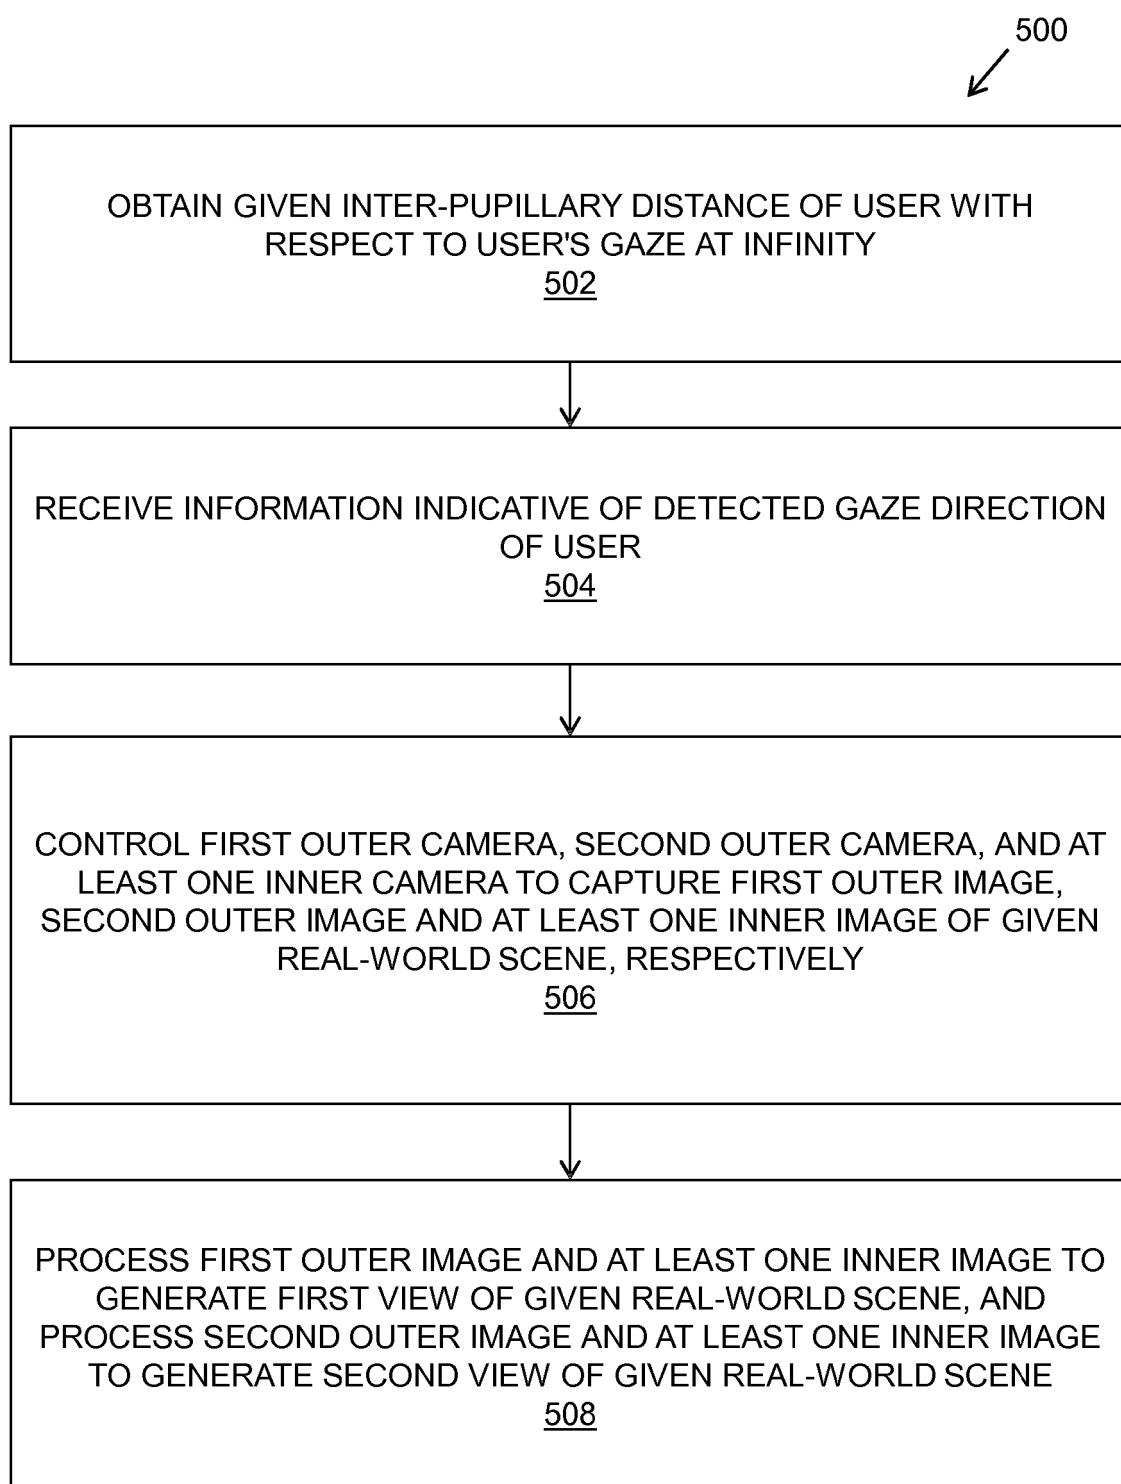 500
OBTAIN GIVEN INTER-PUPILLARY DISTANCE OF USER WITH
RESPECT TO USER'S GAZE AT INFINITY
502
RECEIVE INFORMATION INDICATIVE OF DETECTED GAZE DIRECTION
OF USER
504
CONTROL FIRST OUTER CAMERA, SECOND OUTER CAMERA, AND AT
LEAST ONE INNER CAMERA TO CAPTURE FIRST OUTER IMAGE,
SECOND OUTER IMAGE AND AT LEAST ONE INNER IMAGE OF GIVEN
REAL-WORLD SCENE, RESPECTIVELY
506
PROCESS FIRST OUTER IMAGE AND AT LEAST ONE INNER IMAGE TO
GENERATE FIRST VIEW OF GIVEN REAL-WORLD SCENE, AND
PROCESS SECOND OUTER IMAGE AND AT LEAST ONE INNER IMAGE
TO GENERATE SECOND VIEW OF GIVEN REAL-WORLD SCENE
508